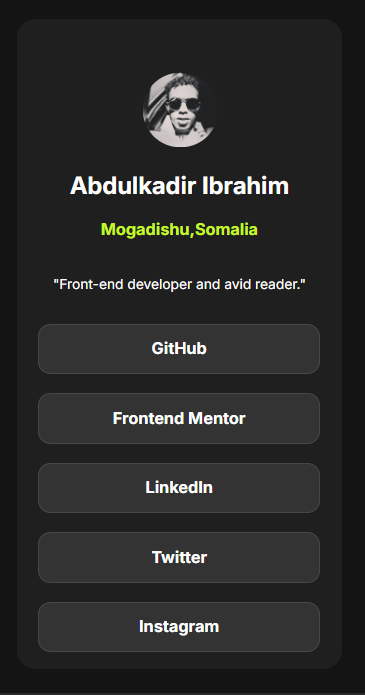 Abdulkadir Ibrahim
Mogadishu,Somalia
"Front-end developer and avid reader."
GitHub
Frontend Mentor
LinkedIn
Twitter
Instagram